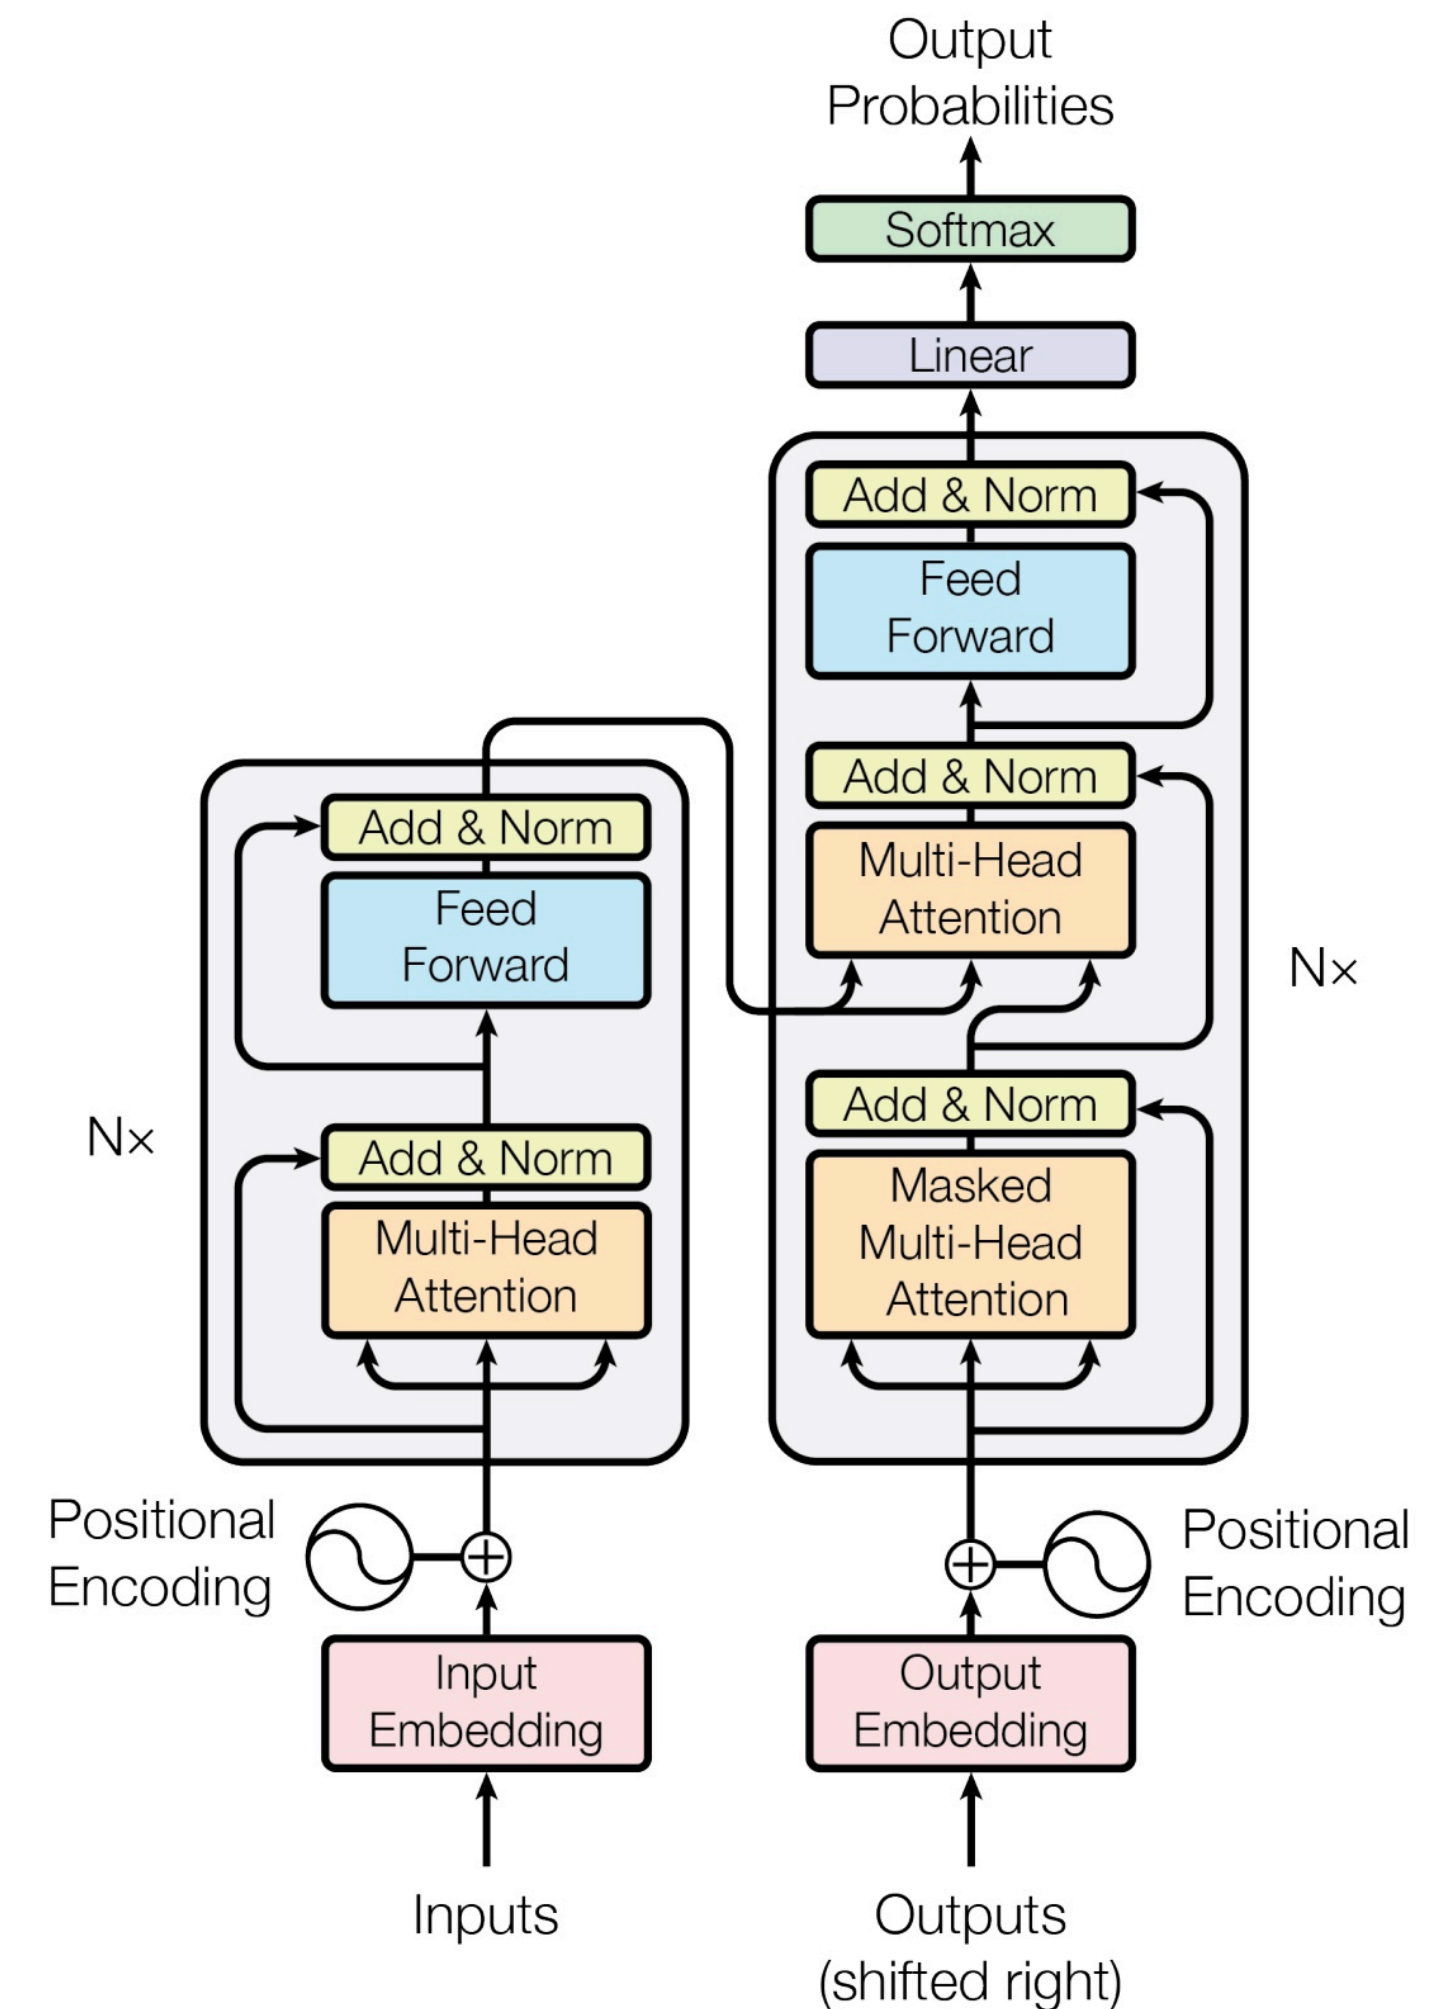 Output
Probabilities
Softmax
Linear
Add & Norm
Feed
Forward
Add & Norm
Multi-Head
Attention
Add & Norm
Masked
Multi-Head
Attention
N×
Add & Norm
Feed
Forward
Add & Norm
Multi-Head
Attention
N×
Positional
Encoding
Positional
Encoding
Input
Embedding
Output
Embedding
Inputs
Outputs
(shifted right)